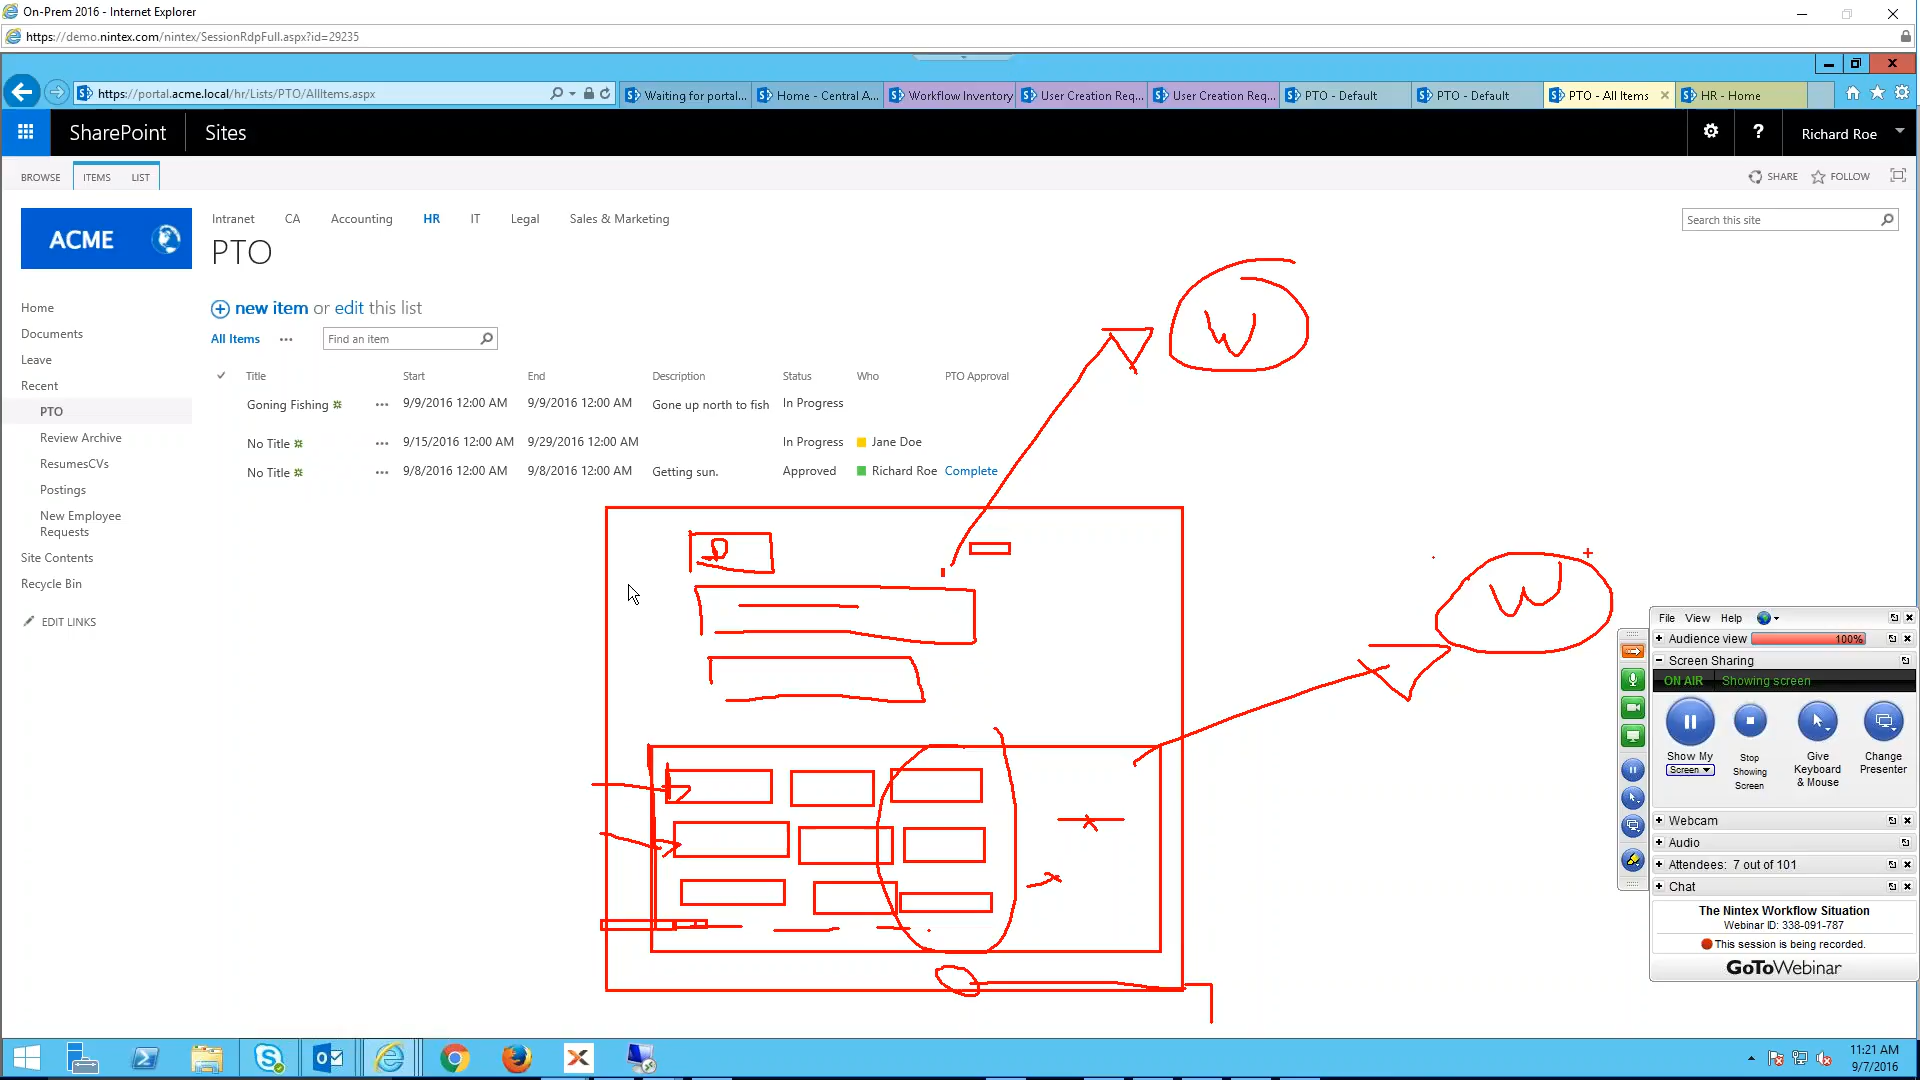 On-Prem 2016 - Internet Explorer
https://demo.nintex.com/nintex/SessionRdpFull.aspx?id=29235
https://portal.acme.local/hr/Lists/PTO/AllItems.aspx
Waiting for portal...
Home - Central A...
Workflow Inventory
User Creation Req...
User Creation Req...
PTO - Default
PTO - Default
PTO - All Items
HR - Home
SharePoint
Sites
?
Richard Roe
BROWSE
ITEMS
LIST
SHARE
FOLLOW
ACME
Intranet
CA
Accounting
HR
IT
Legal
Sales & Marketing
Search this site
PTO
Home
Documents
Leave
Recent
PTO
Review Archive
ResumesCVs
Postings
New Employee
Requests
Site Contents
Recycle Bin
EDIT LINKS
new item or edit this list
All Items
Find an item
Title Start End Description Status Who PTO Approval
Goning Fishing 9/9/2016 12:00 AM 9/9/2016 12:00 AM Gone up north to fish In Progress
No Title 9/15/2016 12:00 AM 9/29/2016 12:00 AM In Progress Jane Doe
No Title 9/8/2016 12:00 AM 9/8/2016 12:00 AM Getting sun. Approved Richard Roe Complete
W
W
File View Help
Audience view 100%
Screen Sharing
ON AIR Showing screen
Show My
Screen
Stop
Showing
Screen
Give
Keyboard
& Mouse
Change
Presenter
Webcam
Audio
Attendees: 7 out of 101
Chat
The Nintex Workflow Situation
Webinar ID: 338-091-787
This session is being recorded.
GoToWebinar
11:21 AM
9/7/2016